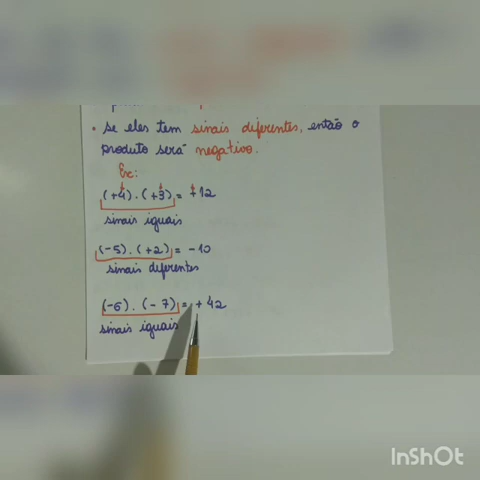 • se eles tem sinais diferentes, então o
produto será negativo.
Ex:
(+4).(+3)= +12
sinais iguais
(-5).(+2)= -10
sinais diferentes
(-6).(-7)= +42
sinais iguais
InShOt